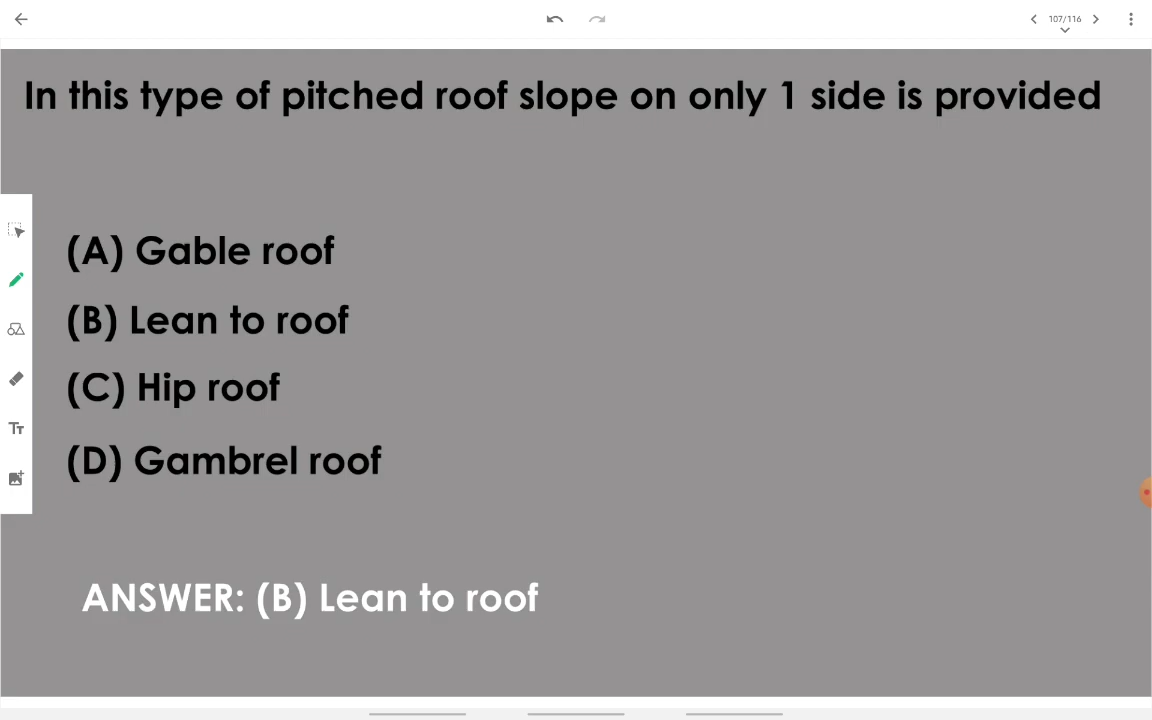 107/116
In this type of pitched roof slope on only 1 side is provided
(A) Gable roof
(B) Lean to roof
(C) Hip roof
(D) Gambrel roof
Tт
ANSWER: (B) Lean to roof